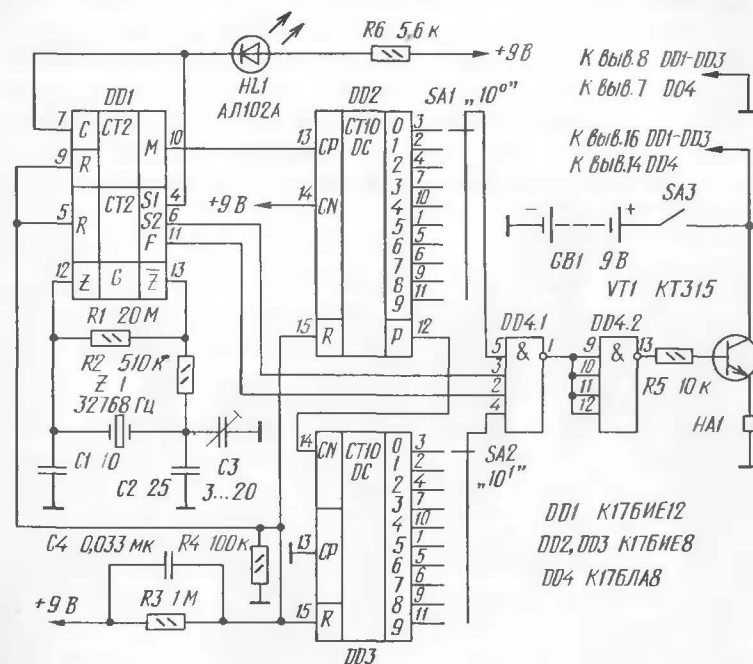 R6 5,6 к
+9 В
HL1
АЛ102А
К выв.8 DD1-DD3
К выв.7 DD4
К выв.16 DD1-DD3
К выв.14 DD4
DD1
7 C CT2 M 10
9 R
5 R CT2 S1 4
S2 6
F 11
12 Z G Z̅ 13
DD2
13 CP CT10 DC
+9 В
14 CN
15 R
P 12
0 3
1 2
2 4
3 7
4 10
5 1
6 5
7 6
8 9
9 11
SA1 „10⁰"
SA3
- +
GB1 9 В
VT1 КТ315
R1 20 М
R2 510 к
Z 1
32768 Гц
C1 10
C2 25
C3
3...20
DD4.1
5
3
2
4
&
1
DD4.2
9
10
11
12
&
13
R5 10 к
HA1
14 CN CT10 DC
13 CP
15 R
0 3
1 2
2 4
3 7
4 10
5 1
6 5
7 6
8 9
9 11
DD3
SA2
„10¹"
C4 0,033 мк
R4 100к
+9 В
R3 1 М
DD1 К176ИЕ12
DD2, DD3 К176ИЕ8
DD4 К176ЛА8